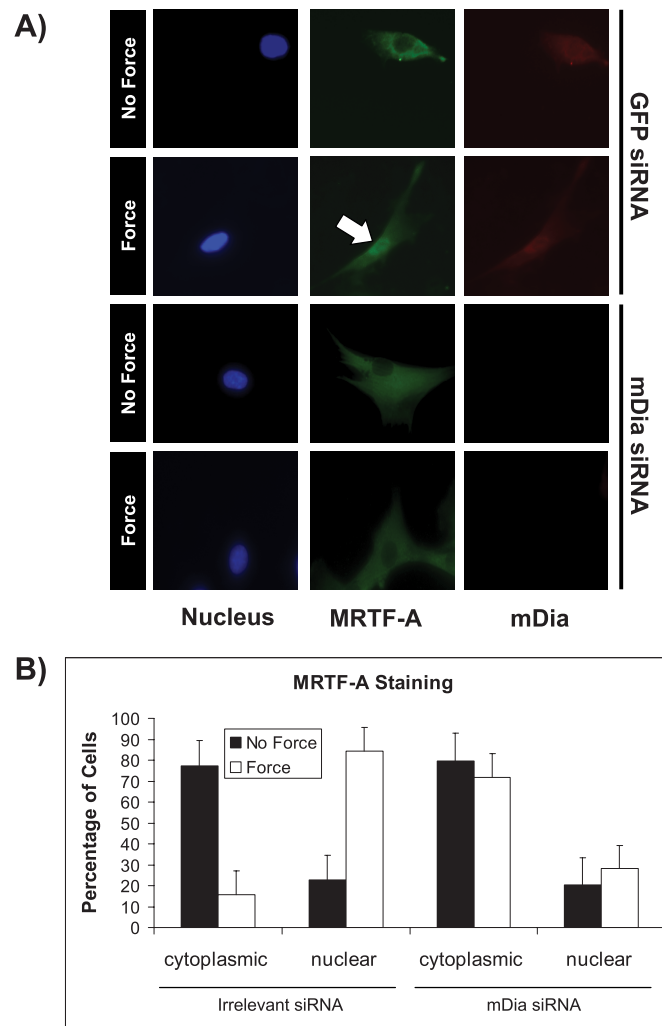 A)
No Force
Force
No Force
Force
GFP siRNA
mDia siRNA
Nucleus MRTF-A mDia
B)
MRTF-A Staining
Percentage of Cells
100
90
80
70
60
50
40
30
20
10
0
No Force
Force
cytoplasmic nuclear cytoplasmic nuclear
Irrelevant siRNA mDia siRNA